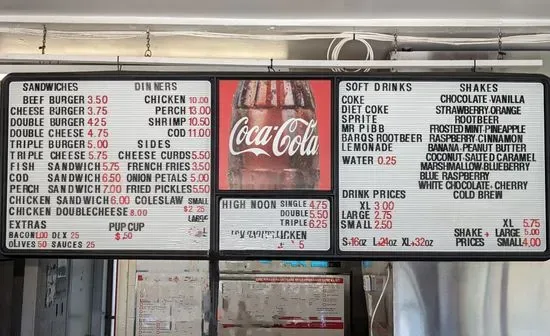 SANDWICHES
BEEF BURGER 3.50
CHEESE BURGER 3.75
DOUBLE BURGER 4.25
DOUBLE CHEESE 4.75
TRIPLE BURGER 5.00
TRIPLE CHEESE 5.75
FISH SANDWICH 5.75
COD SANDWICH 6.50
PERCH SANDWICH 7.00
CHICKEN SANDWICH 6.00
CHICKEN DOUBLECHEESE 8.00
EXTRAS
BACON 1.00 DLX 25
OLIVES 50 SAUCES 25
DINNERS
CHICKEN 10.00
PERCH 13.00
SHRIMP 10.50
COD 11.00
SIDES
CHEESE CURDS 5.50
FRENCH FRIES 3.50
ONION PETALS 5.00
FRIED PICKLES 5.50
COLESLAW SMALL
$2 25
LARGE
PUP CUP
$.50
Coca-Cola
HIGH NOON SINGLE 4.75
DOUBLE 5.50
TRIPLE 6.25
SOFT DRINKS
COKE
DIET COKE
SPRITE
MR PIBB
BARQS ROOTBEER
LEMONADE
WATER 0.25
DRINK PRICES
XL 3.00
LARGE 2.75
SMALL 2.50
S-16oz L-24oz XL-32oz
SHAKES
CHOCOLATE-VANILLA
STRAWBERRY-ORANGE
ROOTBEER
FROSTED MINT-PINEAPPLE
RASPBERRY-CINNAMON
BANANA-PEANUT BUTTER
COCONUT-SALTED CARAMEL
MARSHMALLOW-BLUEBERRY
BLUE RASPBERRY
WHITE CHOCOLATE-CHERRY
COLD BREW
XL 5.75
SHAKE + LARGE 5.00
PRICES SMALL 4.00